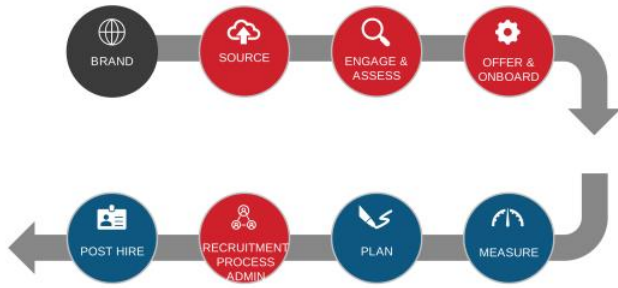 BRAND
SOURCE
ENGAGE &
ASSESS
OFFER &
ONBOARD
POST HIRE
RECRUITMENT
PROCESS
ADMIN
PLAN
MEASURE